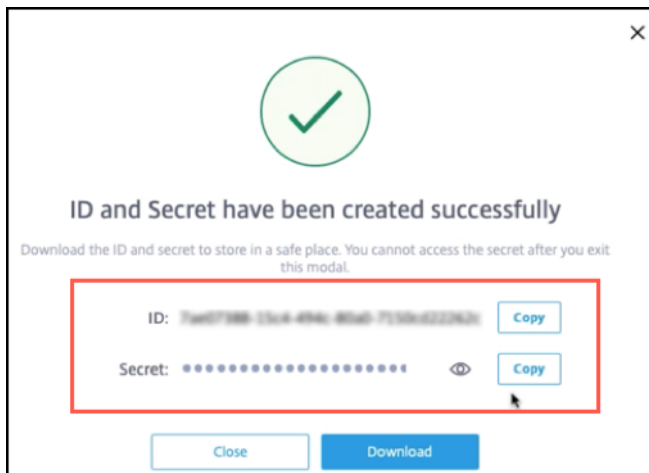 ID and Secret have been created successfully
Download the ID and secret to store in a safe place. You cannot access the secret after you exit
this modal.
ID: Copy
Secret: Copy
Close Download